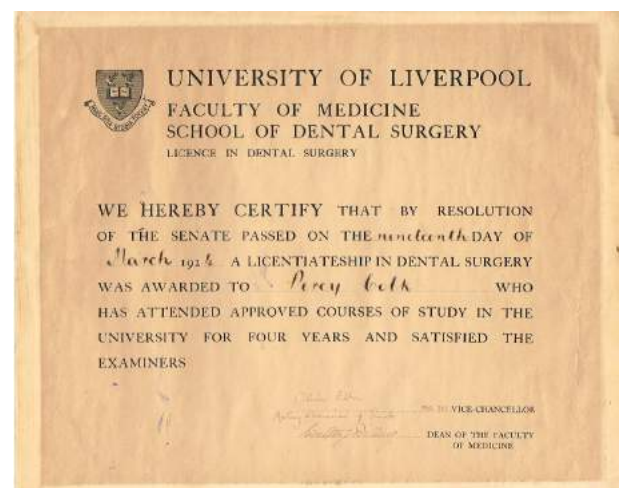 UNIVERSITY OF LIVERPOOL
FACULTY OF MEDICINE
SCHOOL OF DENTAL SURGERY
LICENCE IN DENTAL SURGERY
WE HEREBY CERTIFY THAT BY RESOLUTION
OF THE SENATE PASSED ON THE nineteenth DAY OF
March A LICENTIATESHIP IN DENTAL SURGERY
WAS AWARDED TO Percy WHO
HAS ATTENDED APPROVED COURSES OF STUDY IN THE
UNIVERSITY FOR FOUR YEARS AND SATISFIED THE
EXAMINERS
VICE-CHANCELLOR
DEAN OF THE FACULTY
OF MEDICINE